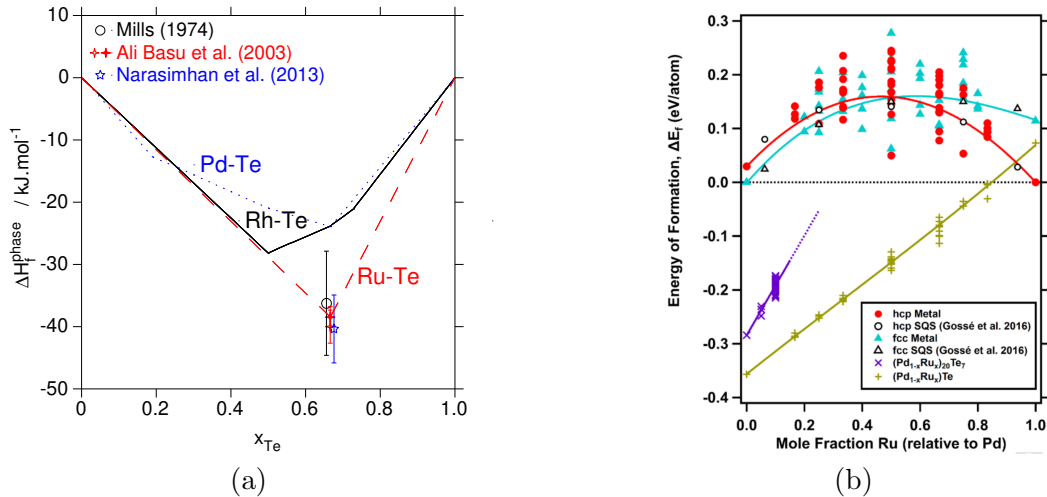 Mills (1974)
Ali Basu et al. (2003)
Narasimhan et al. (2013)
0
-10
-20
-30
-40
-50
ΔH_f^phase / kJ.mol⁻¹
Pd-Te
Rh-Te
Ru-Te
0 0.2 0.4 0.6 0.8 1.0
x_Te
(a)
0.3
0.2
0.1
0.0
-0.1
-0.2
-0.3
-0.4
Energy of Formation, ΔE_f (eV/atom)
hcp Metal
hcp SQS (Gossé et al. 2016)
fcc Metal
fcc SQS (Gossé et al. 2016)
(Pd₁₋ₓRuₓ)₂₀Te₇
(Pd₁₋ₓRuₓ)Te
0.0 0.2 0.4 0.6 0.8 1.0
Mole Fraction Ru (relative to Pd)
(b)